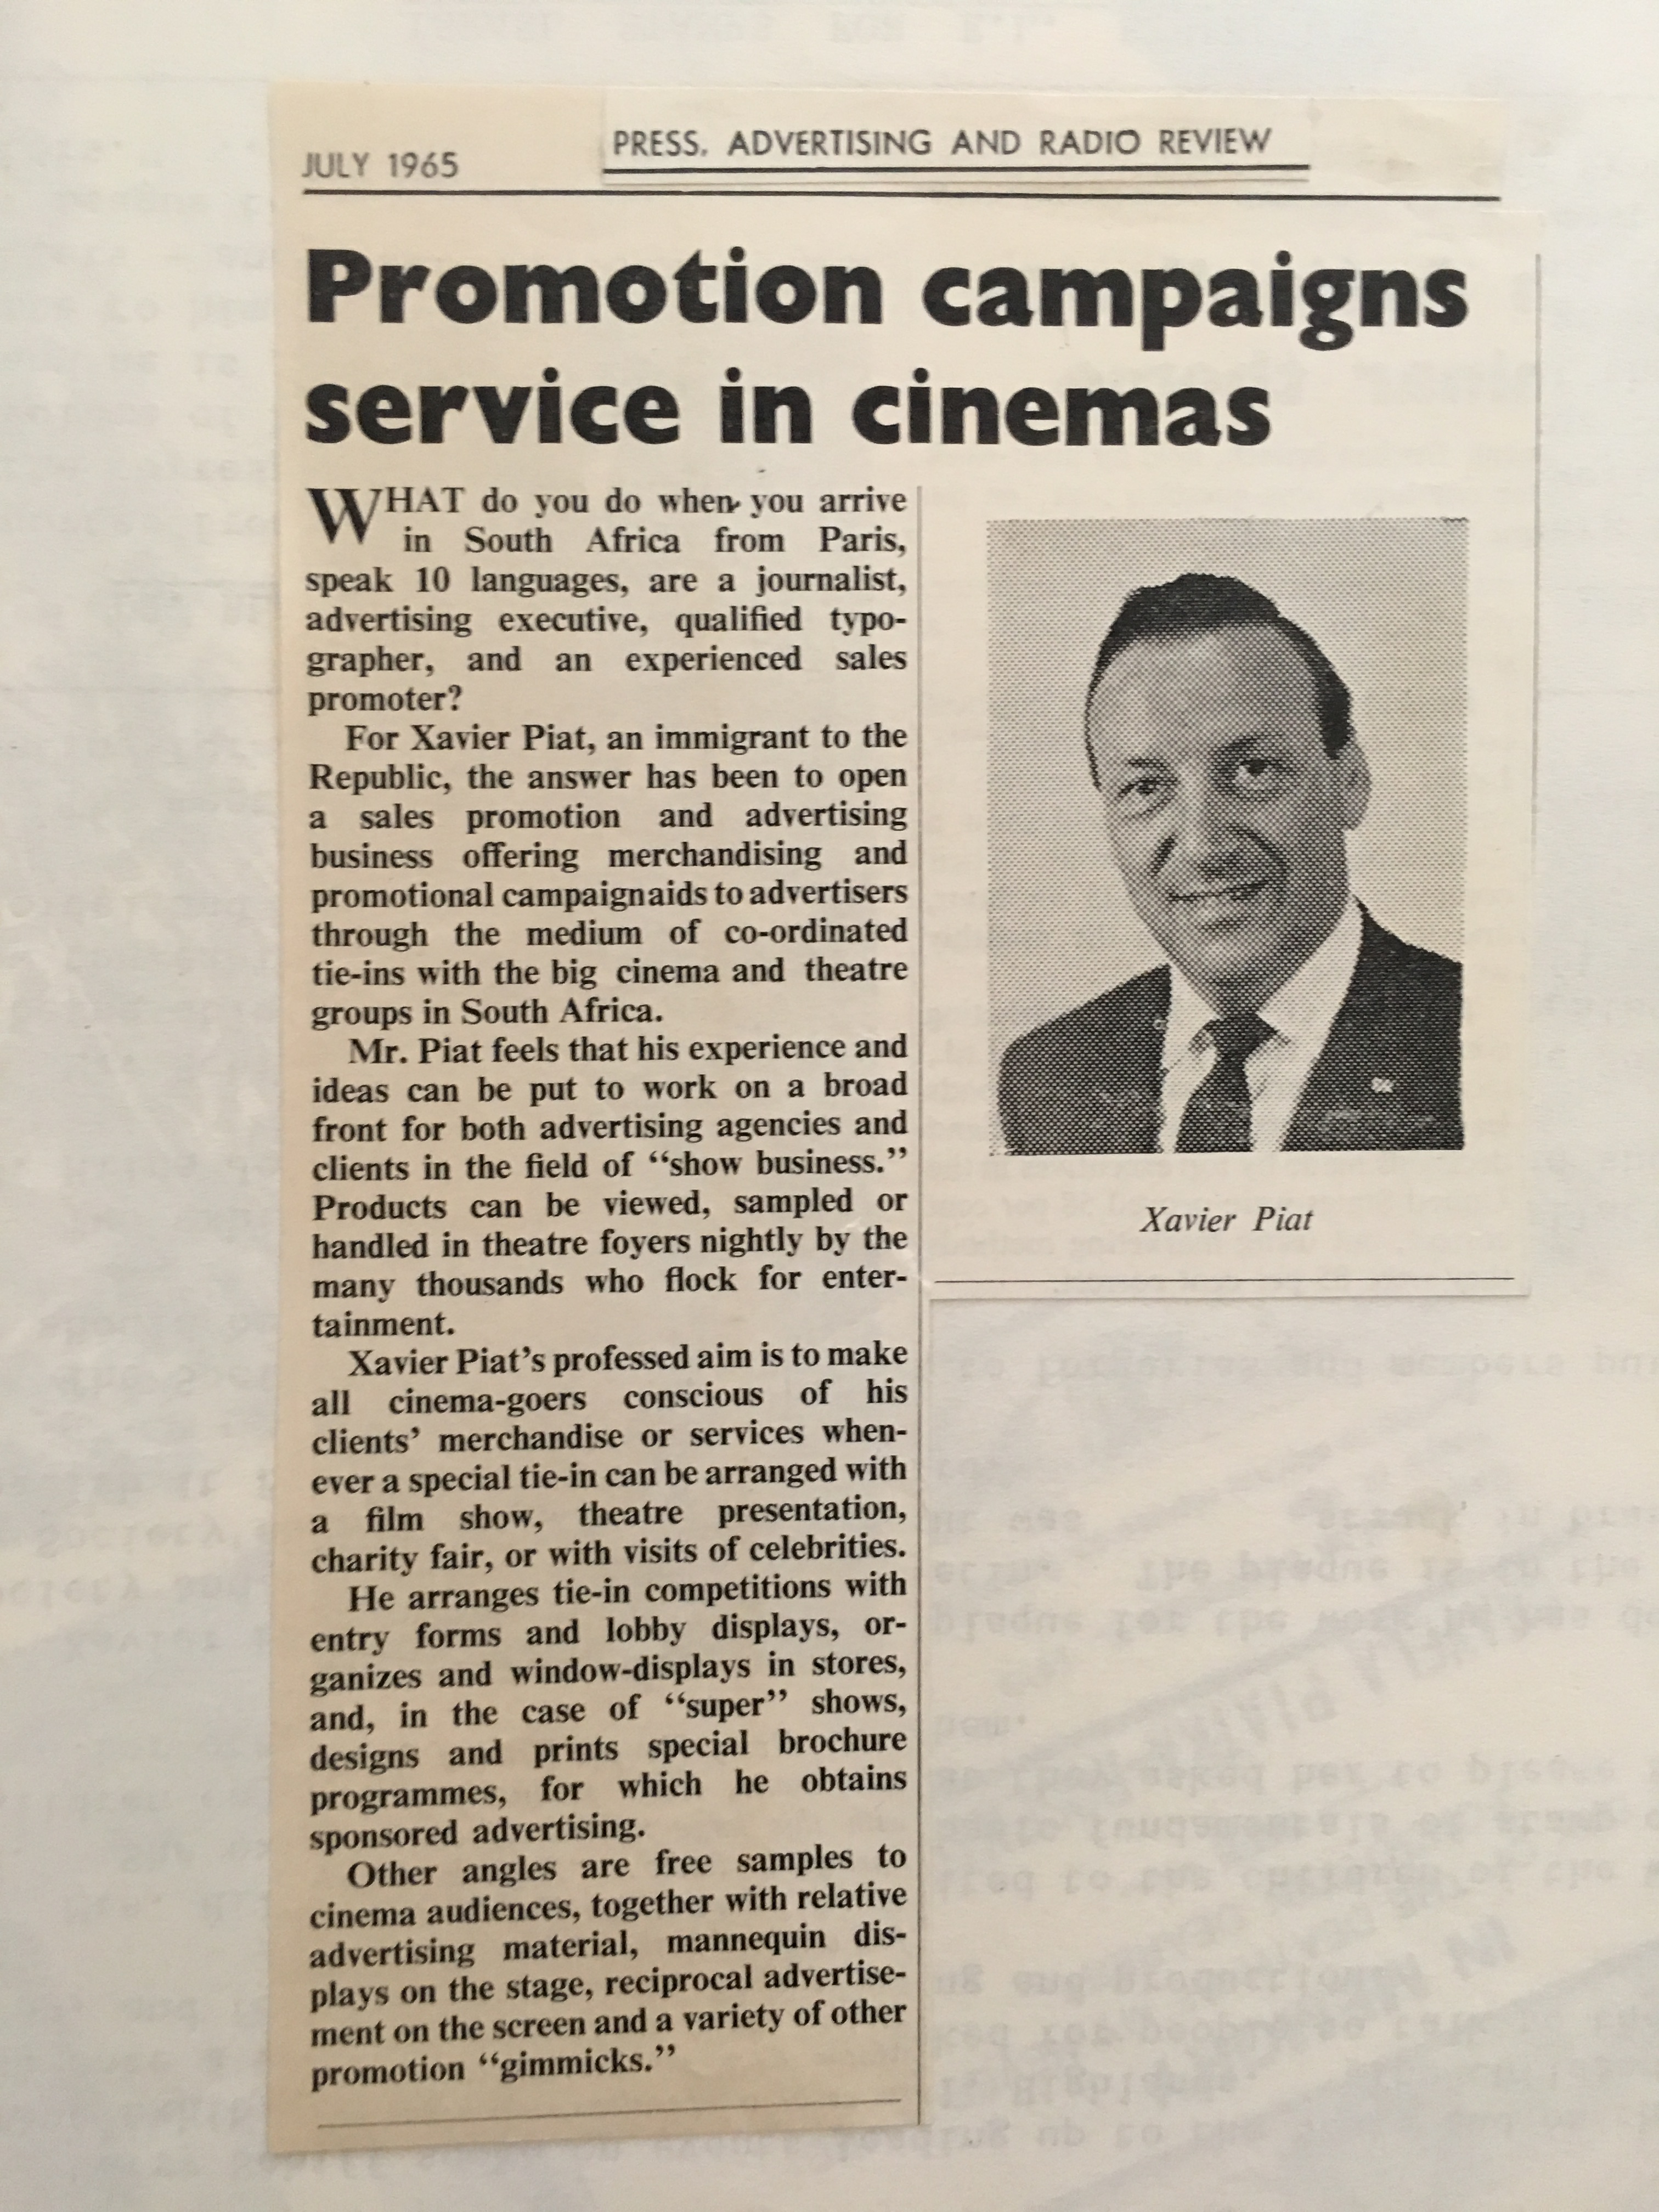 JULY 1965
PRESS, ADVERTISING AND RADIO REVIEW
Promotion campaigns
service in cinemas
WHAT do you do when you arrive
in South Africa from Paris,
speak 10 languages, are a journalist,
advertising executive, qualified typo-
grapher, and an experienced sales
promoter?
For Xavier Piat, an immigrant to the
Republic, the answer has been to open
a sales promotion and advertising
business offering merchandising and
promotional campaign aids to advertisers
through the medium of co-ordinated
tie-ins with the big cinema and theatre
groups in South Africa.
Mr. Piat feels that his experience and
ideas can be put to work on a broad
front for both advertising agencies and
clients in the field of “show business.”
Products can be viewed, sampled or
handled in theatre foyers nightly by the
many thousands who flock for enter-
tainment.
Xavier Piat’s professed aim is to make
all cinema-goers conscious of his
clients’ merchandise or services when-
ever a special tie-in can be arranged with
a film show, theatre presentation,
charity fair, or with visits of celebrities.
He arranges tie-in competitions with
entry forms and lobby displays, or-
ganizes and window-displays in stores,
and, in the case of “super” shows,
designs and prints special brochure
programmes, for which he obtains
sponsored advertising.
Other angles are free samples to
cinema audiences, together with relative
advertising material, mannequin dis-
plays on the stage, reciprocal advertise-
ment on the screen and a variety of other
promotion “gimmicks.”
Xavier Piat